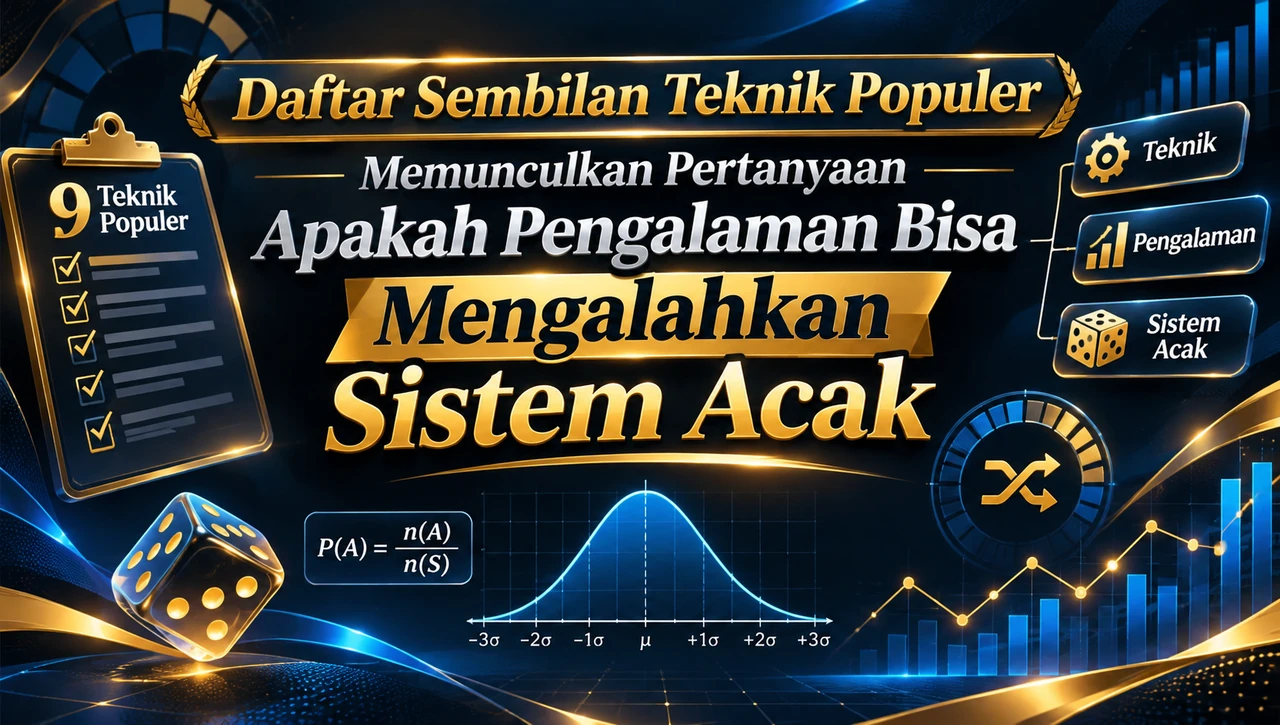 Daftar Sembilan Teknik Populer
Memunculkan Pertanyaan
Apakah Pengalaman Bisa
Mengalahkan
Sistem Acak
9 Teknik
Populer
Teknik
Pengalaman
Sistem
Acak
P(A) = n(A)
n(S)
−3σ −2σ −1σ μ +1σ +2σ +3σ